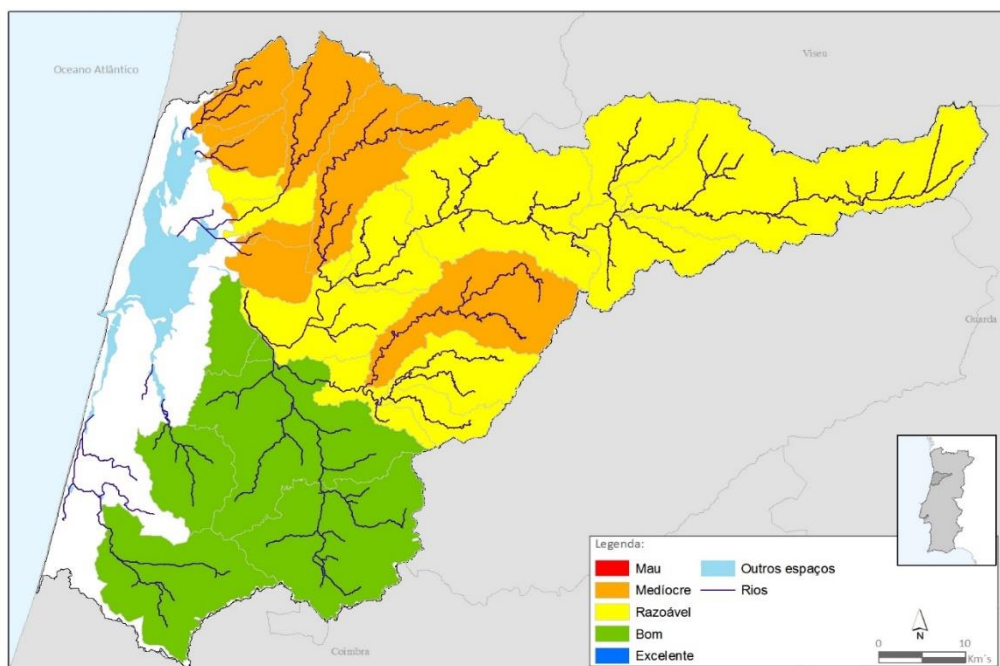 Oceano Atlântico
Viseu
Guarda
Coimbra
Legenda:
Mau
Medíocre
Razoável
Bom
Excelente
Outros espaços
Rios
N
0 10
Km´s